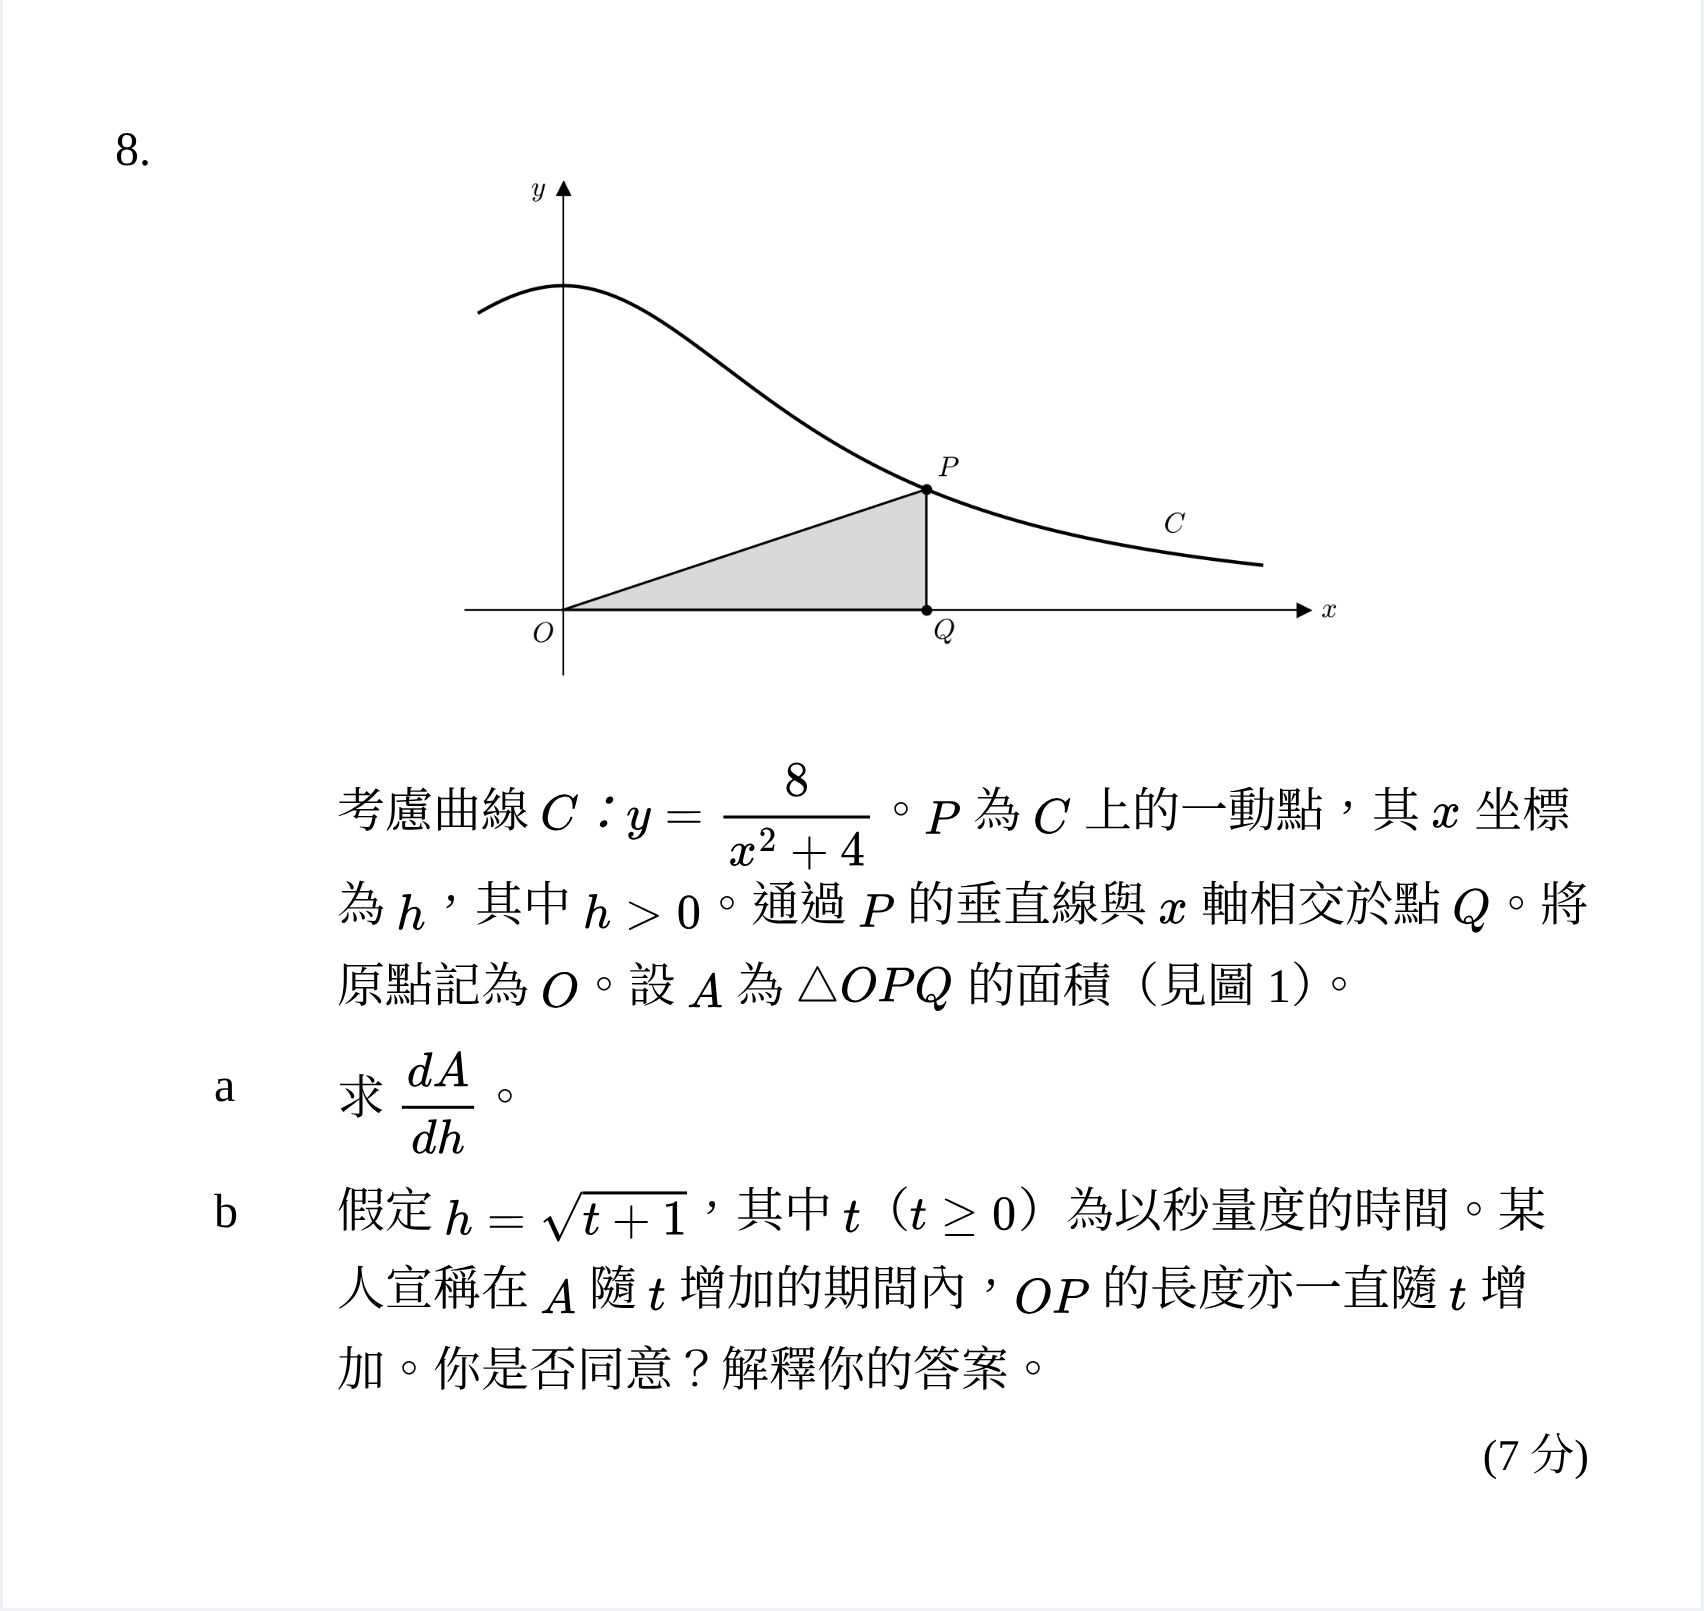 8.
y
P
C
O
Q
x
考慮曲線 C：y = \frac{8}{x^2 + 4}。P 為 C 上的一動點，其 x 坐標
為 h，其中 h > 0。通過 P 的垂直線與 x 軸相交於點 Q。將
原點記為 O。設 A 為 △OPQ 的面積（見圖 1）。
a 求 \frac{dA}{dh}。
b 假定 h = \sqrt{t + 1}，其中 t（t ≥ 0）為以秒量度的時間。某
人宣稱在 A 隨 t 增加的期間內，OP 的長度亦一直隨 t 增
加。你是否同意？解釋你的答案。
(7 分)